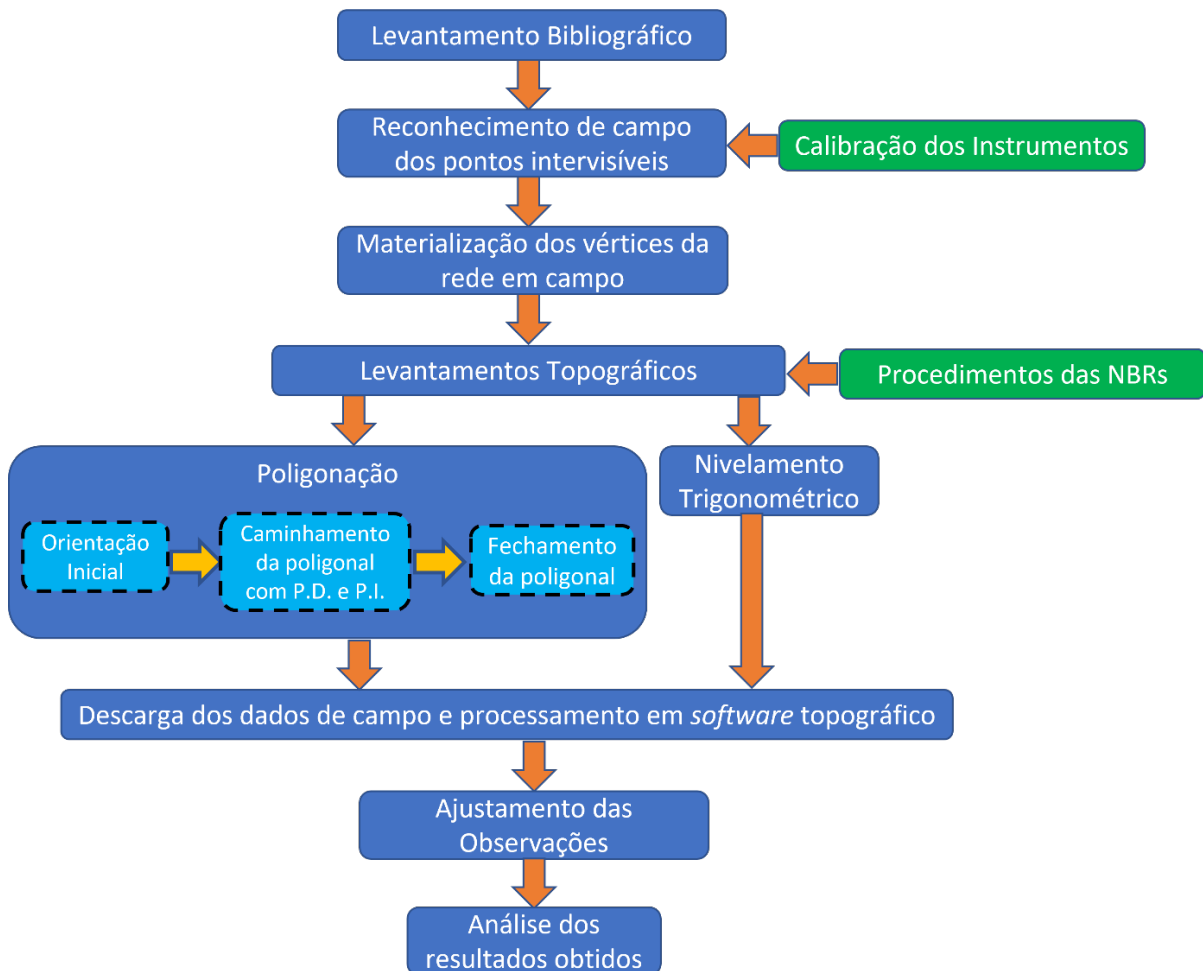 Levantamento Bibliográfico
Reconhecimento de campo
dos pontos intervisíveis
Calibração dos Instrumentos
Materialização dos vértices da
rede em campo
Levantamentos Topográficos
Procedimentos das NBRs
Poligonação
Orientação
Inicial
Caminhamento
da poligonal
com P.D. e P.I.
Fechamento
da poligonal
Nivelamento
Trigonométrico
Descarga dos dados de campo e processamento em software topográfico
Ajustamento das
Observações
Análise dos
resultados obtidos